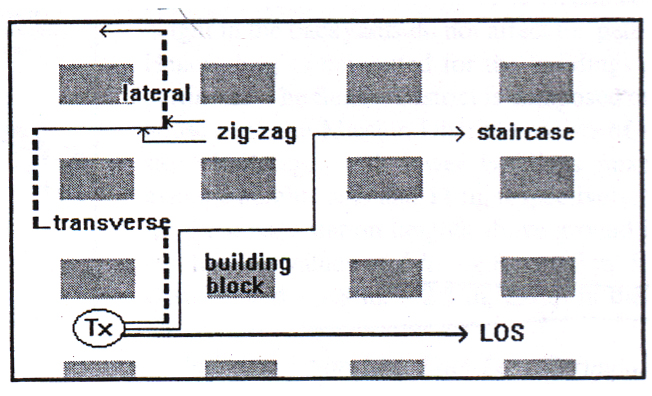 lateral
zig-zag
staircase
transverse
building
block
Tx
LOS